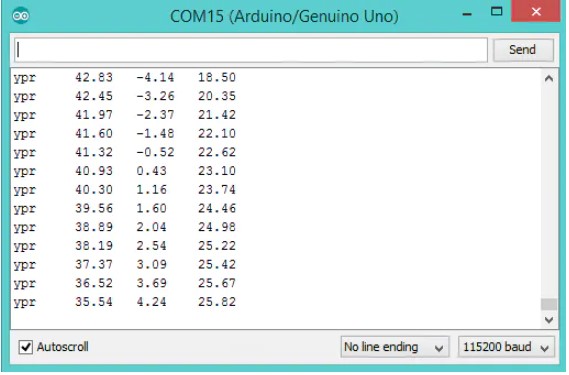 COM15 (Arduino/Genuino Uno)
Send
ypr 42.83 -4.14 18.50
ypr 42.45 -3.26 20.35
ypr 41.97 -2.37 21.42
ypr 41.60 -1.48 22.10
ypr 41.32 -0.52 22.62
ypr 40.93 0.43 23.10
ypr 40.30 1.16 23.74
ypr 39.56 1.60 24.46
ypr 38.89 2.04 24.98
ypr 38.19 2.54 25.22
ypr 37.37 3.09 25.42
ypr 36.52 3.69 25.67
ypr 35.54 4.24 25.82
Autoscroll No line ending 115200 baud